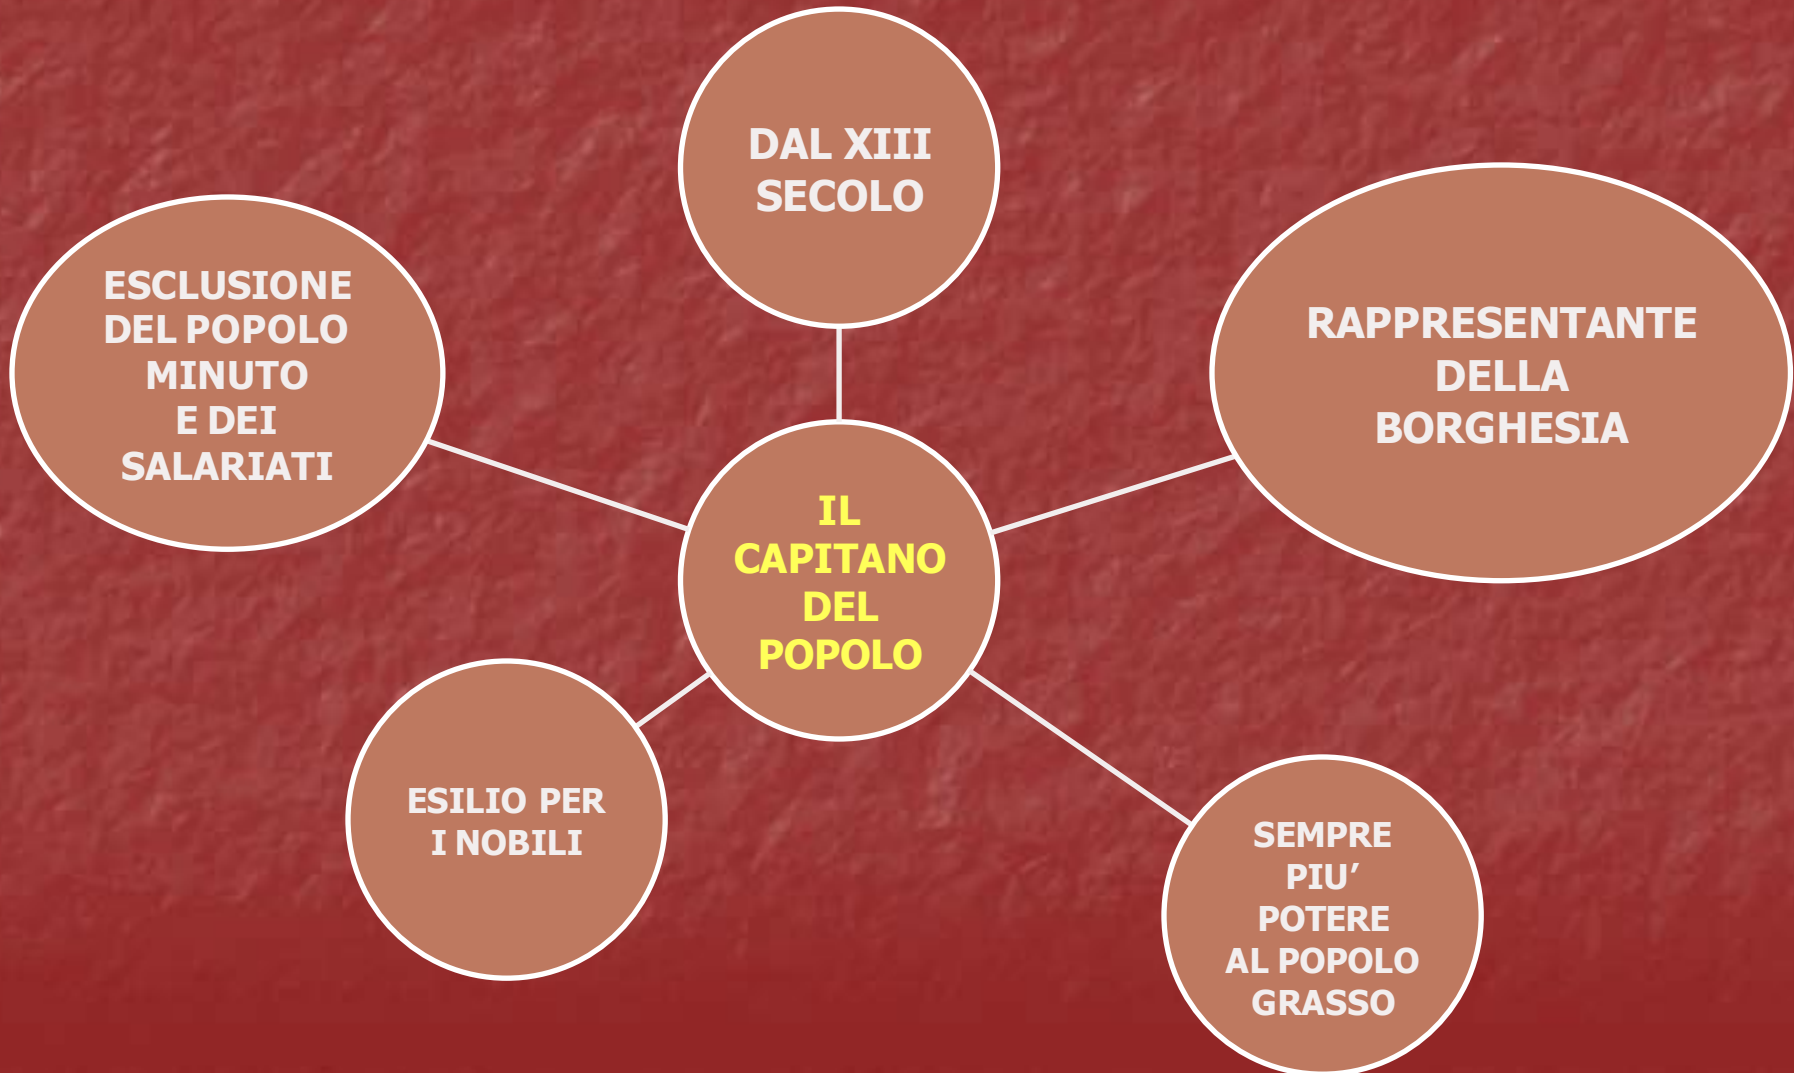 DAL XIII
SECOLO
ESCLUSIONE
DEL POPOLO
MINUTO
E DEI
SALARIATI
RAPPRESENTANTE
DELLA
BORGHESIA
IL
CAPITANO
DEL
POPOLO
ESILIO PER
I NOBILI
SEMPRE
PIU’
POTERE
AL POPOLO
GRASSO